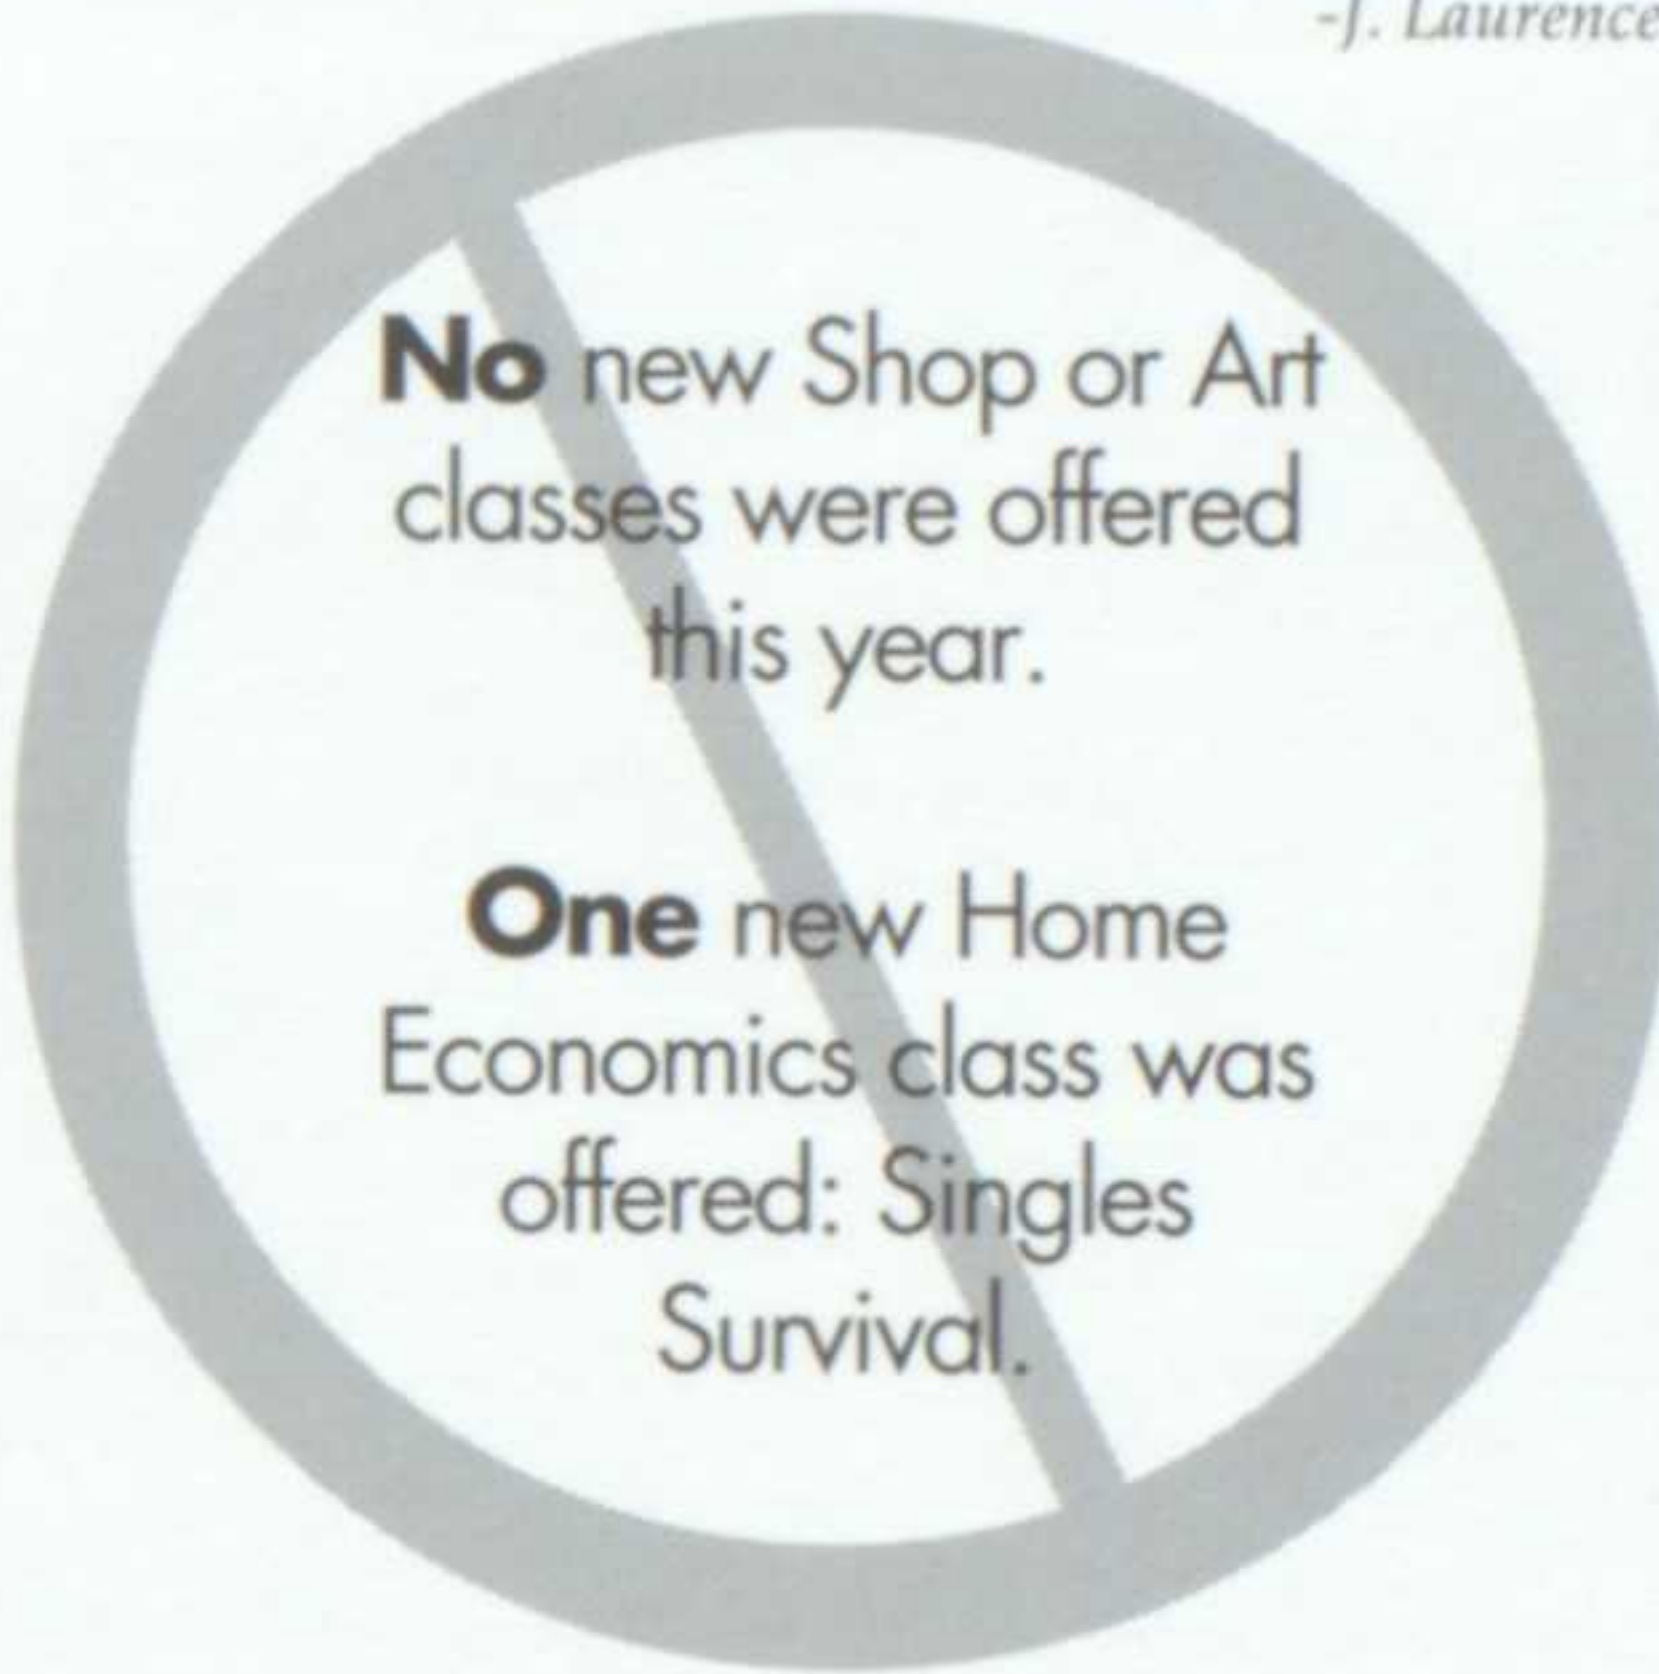 -J. Laurence
No new Shop or Art
classes were offered
this year.
One new Home
Economics class was
offered: Singles
Survival.